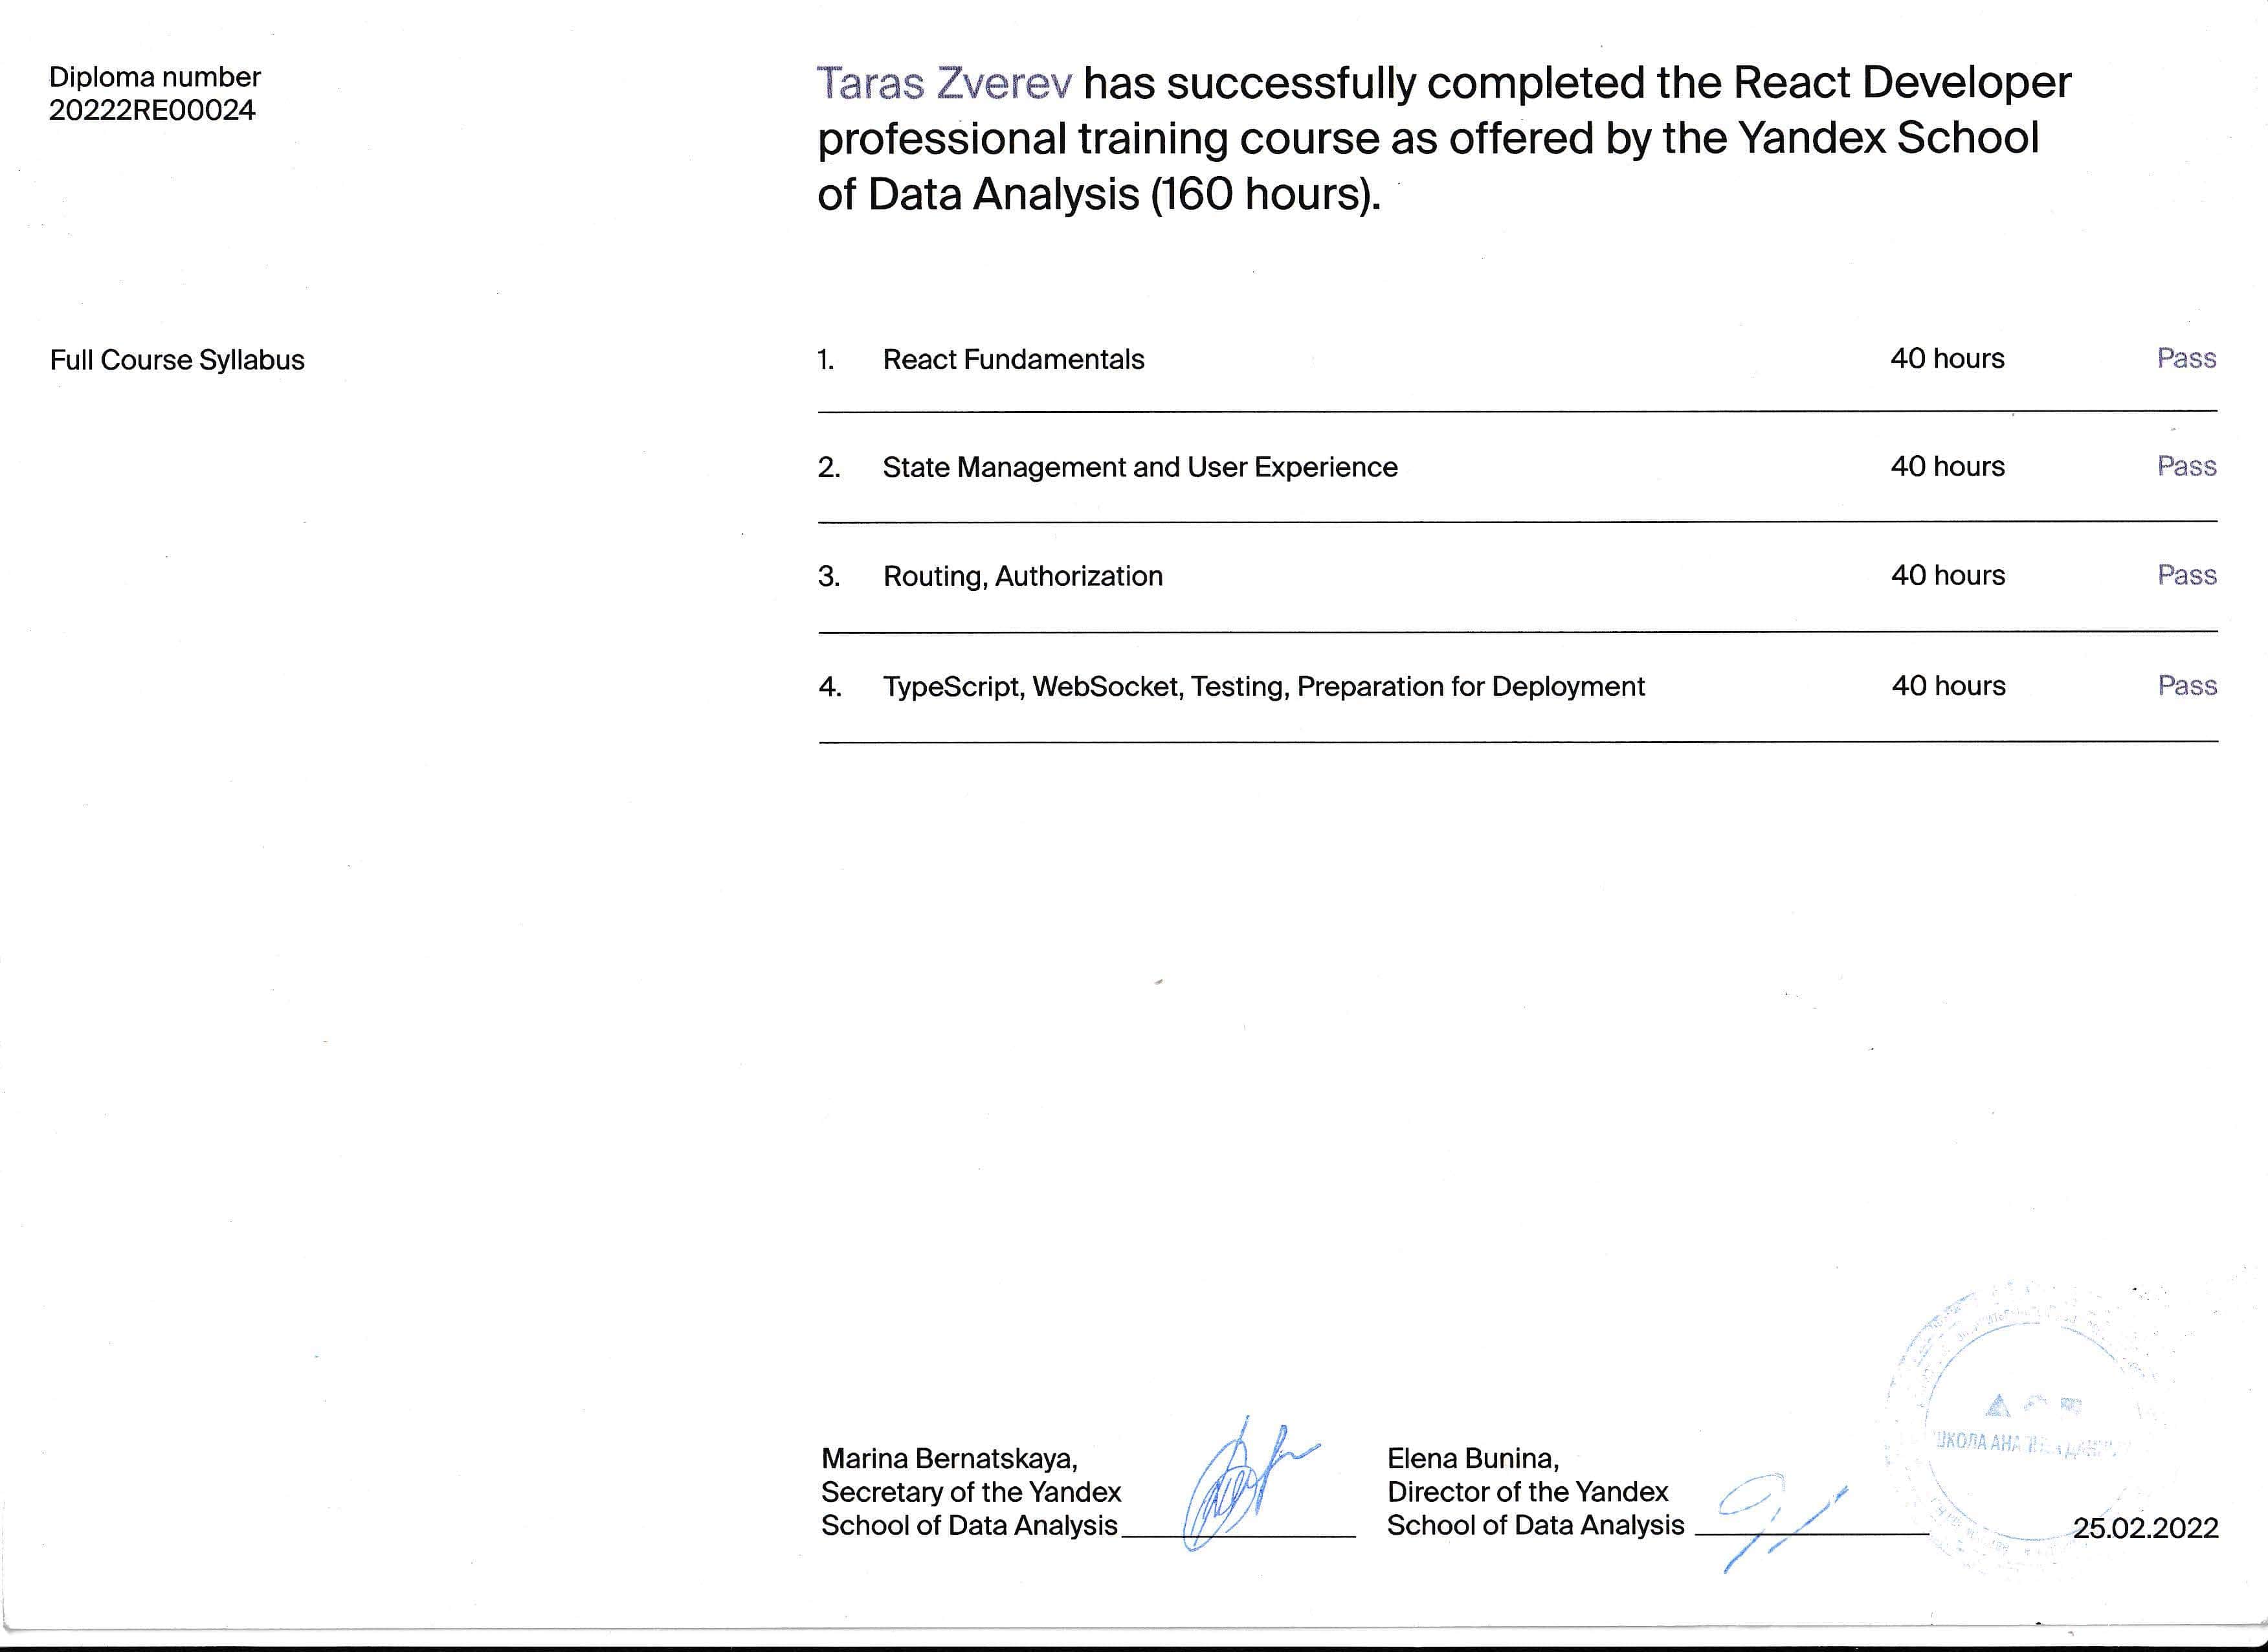 Diploma number
20222RE00024
Taras Zverev has successfully completed the React Developer
professional training course as offered by the Yandex School
of Data Analysis (160 hours).
Full Course Syllabus
1. React Fundamentals 40 hours Pass
2. State Management and User Experience 40 hours Pass
3. Routing, Authorization 40 hours Pass
4. TypeScript, WebSocket, Testing, Preparation for Deployment 40 hours Pass
Marina Bernatskaya,
Secretary of the Yandex
School of Data Analysis
Elena Bunina,
Director of the Yandex
School of Data Analysis
25.02.2022